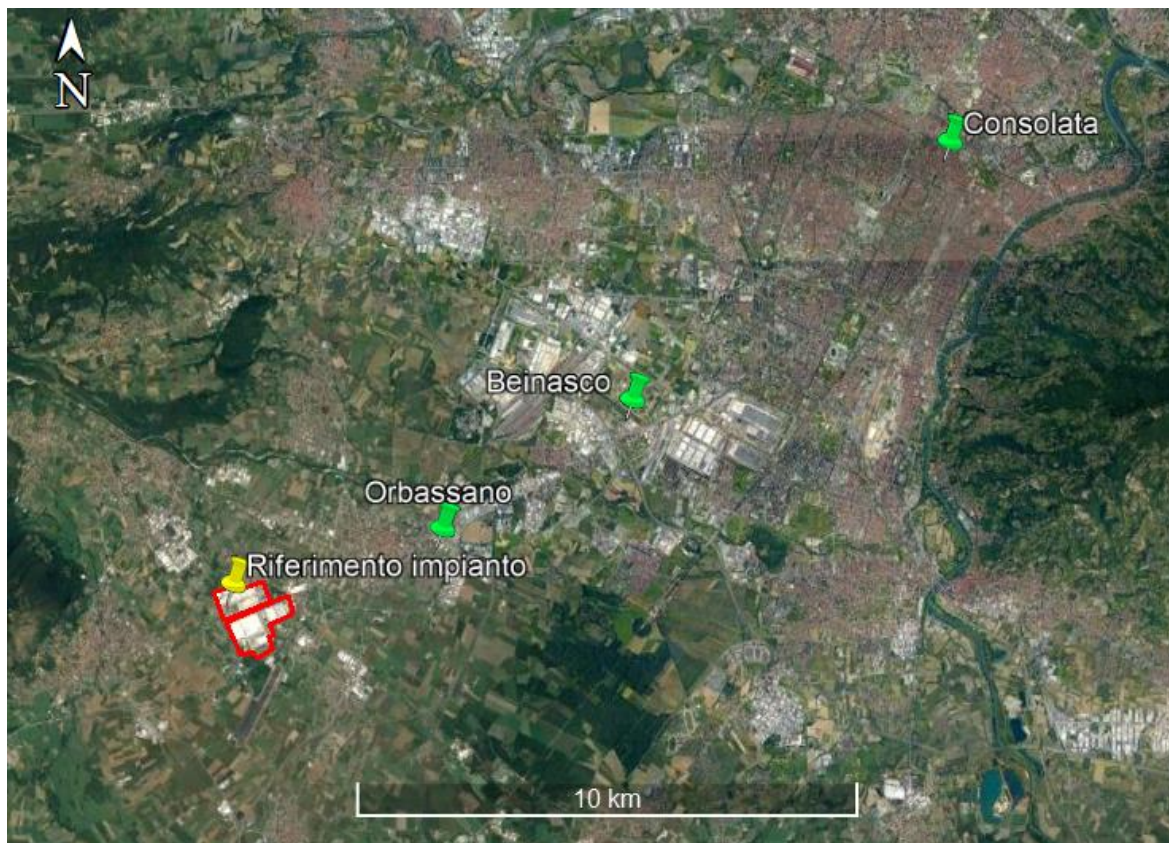 N
Consolata
Beinasco
Orbassano
Riferimento impianto
10 km